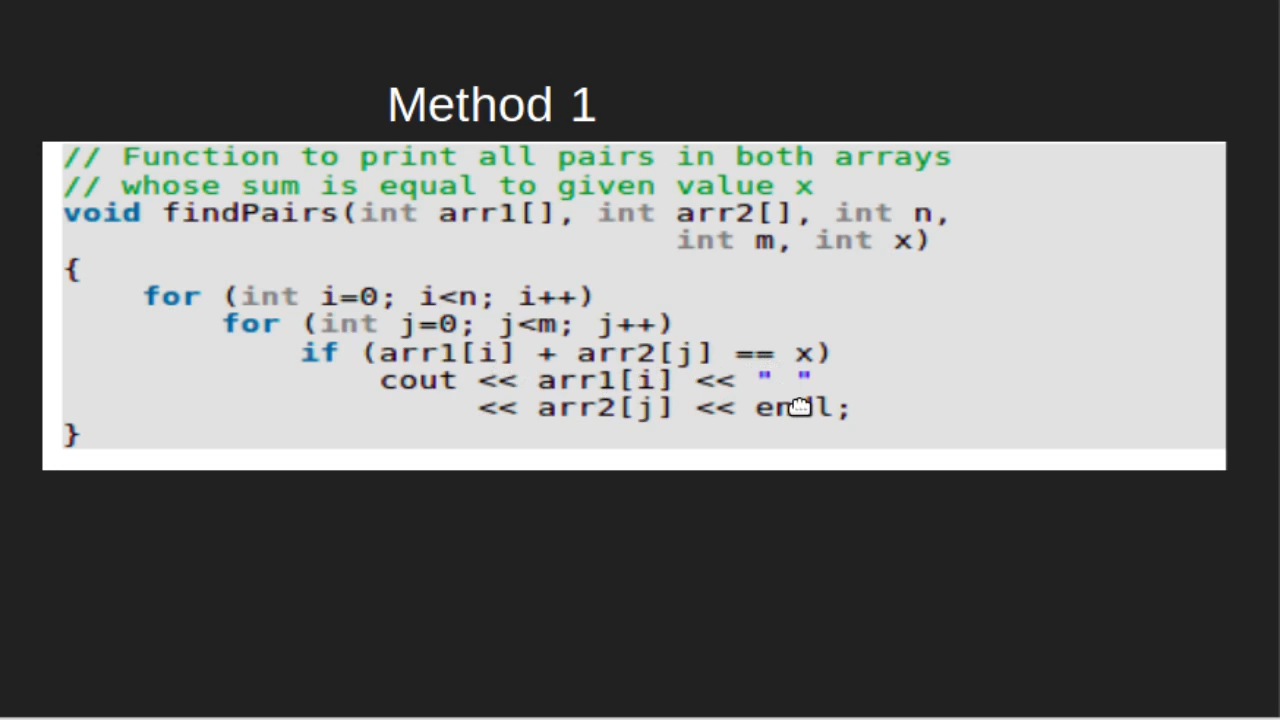 Method 1
// Function to print all pairs in both arrays
// whose sum is equal to given value x
void findPairs(int arr1[], int arr2[], int n,
int m, int x)
{
for (int i=0; i<n; i++)
for (int j=0; j<m; j++)
if (arr1[i] + arr2[j] == x)
cout << arr1[i] << " "
<< arr2[j] << endl;
}